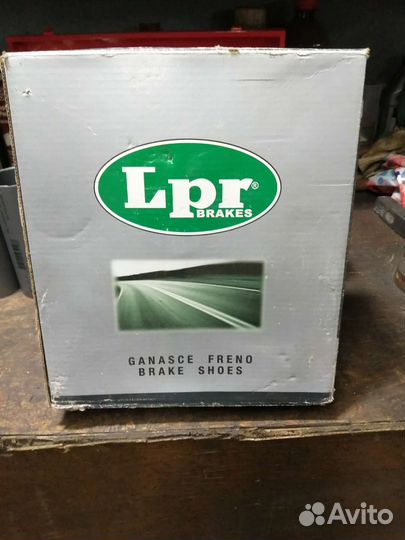 Lpr®
BRAKES
GANASCE FRENO
BRAKE SHOES
Avito